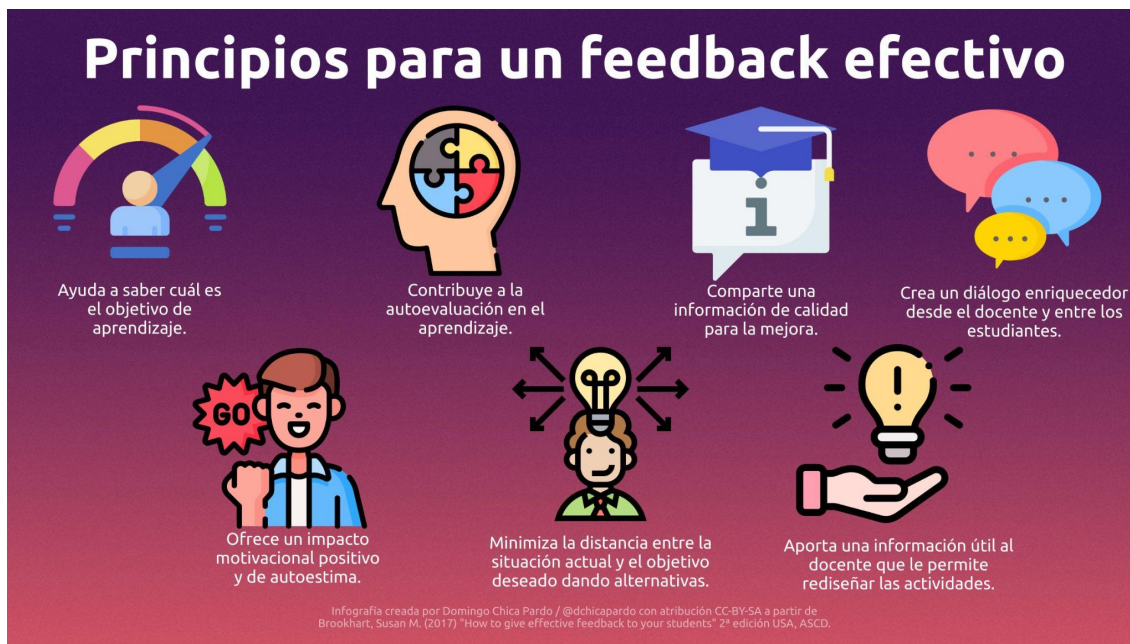 Principios para un feedback efectivo
Ayuda a saber cuál es
el objetivo de
aprendizaje.
Contribuye a la
autoevaluación en el
aprendizaje.
Comparte una
información de calidad
para la mejora.
Crea un diálogo enriquecedor
desde el docente y entre los
estudiantes.
GO
Ofrece un impacto
motivacional positivo
y de autoestima.
Minimiza la distancia entre la
situación actual y el objetivo
deseado dando alternativas.
Aporta una información útil al
docente que le permite
rediseñar las actividades.
Infografía creada por Domingo Chica Pardo / @dchicapardo con atribución CC-BY-SA a partir de
Brookhart, Susan M. (2017) "How to give effective feedback to your students" 2ª edición USA, ASCD.